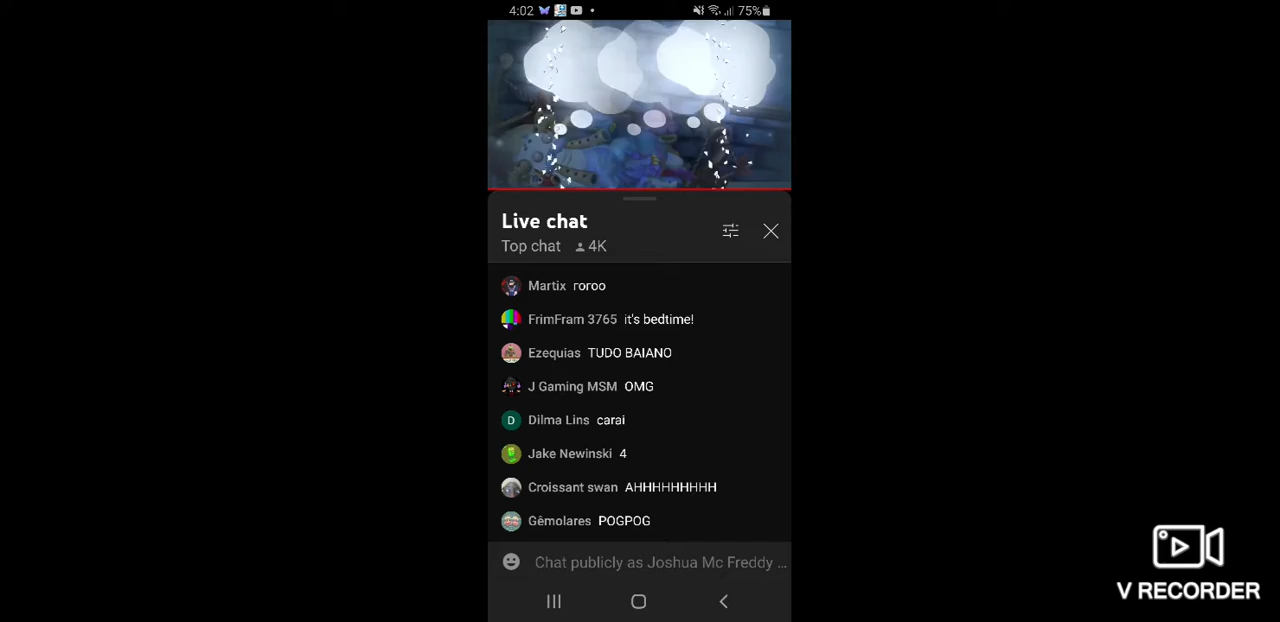 4:02 75%
Live chat
Top chat 4K
Martix roroo
FrimFram 3765 it's bedtime!
Ezequias TUDO BAIANO
J Gaming MSM OMG
D Dilma Lins carai
Jake Newinski 4
Croissant swan AHHHHHHHHH
Gêmolares POGPOG
Chat publicly as Joshua Mc Freddy ...
V RECORDER